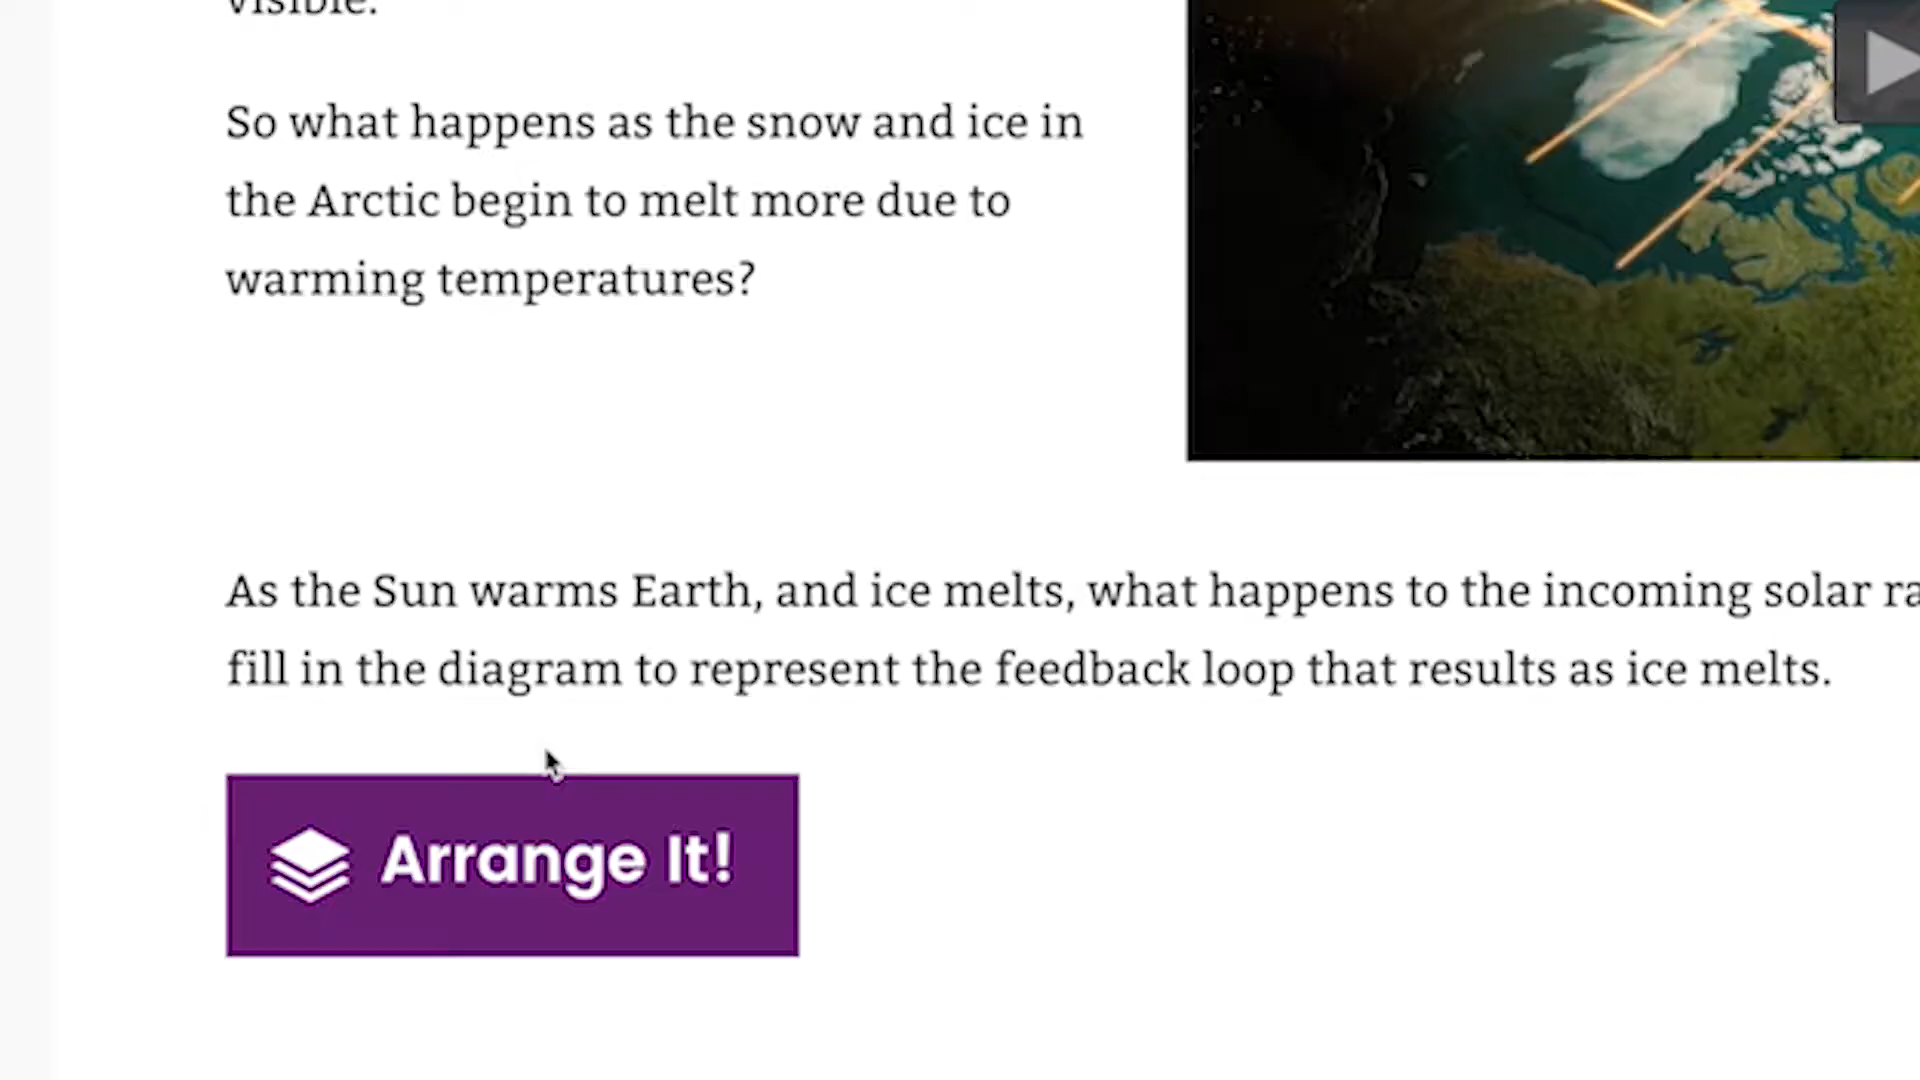 visible.
So what happens as the snow and ice in
the Arctic begin to melt more due to
warming temperatures?
As the Sun warms Earth, and ice melts, what happens to the incoming solar
fill in the diagram to represent the feedback loop that results as ice melts.
Arrange It!